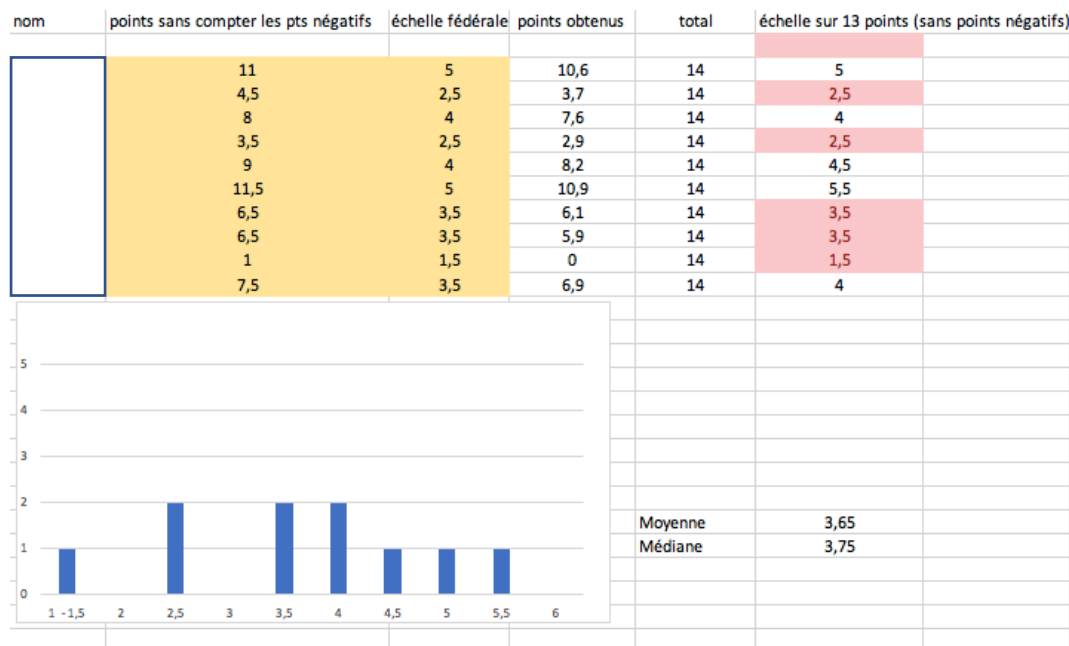 nom points sans compter les pts négatifs échelle fédérale points obtenus total échelle sur 13 points (sans points négatifs)
11 5 10,6 14 5
4,5 2,5 3,7 14 2,5
8 4 7,6 14 4
3,5 2,5 2,9 14 2,5
9 4 8,2 14 4,5
11,5 5 10,9 14 5,5
6,5 3,5 6,1 14 3,5
6,5 3,5 5,9 14 3,5
1 1,5 0 14 1,5
7,5 3,5 6,9 14 4
5
4
3
2
Moyenne 3,65
1 Médiane 3,75
0
1 -1,5 2 2,5 3 3,5 4 4,5 5 5,5 6